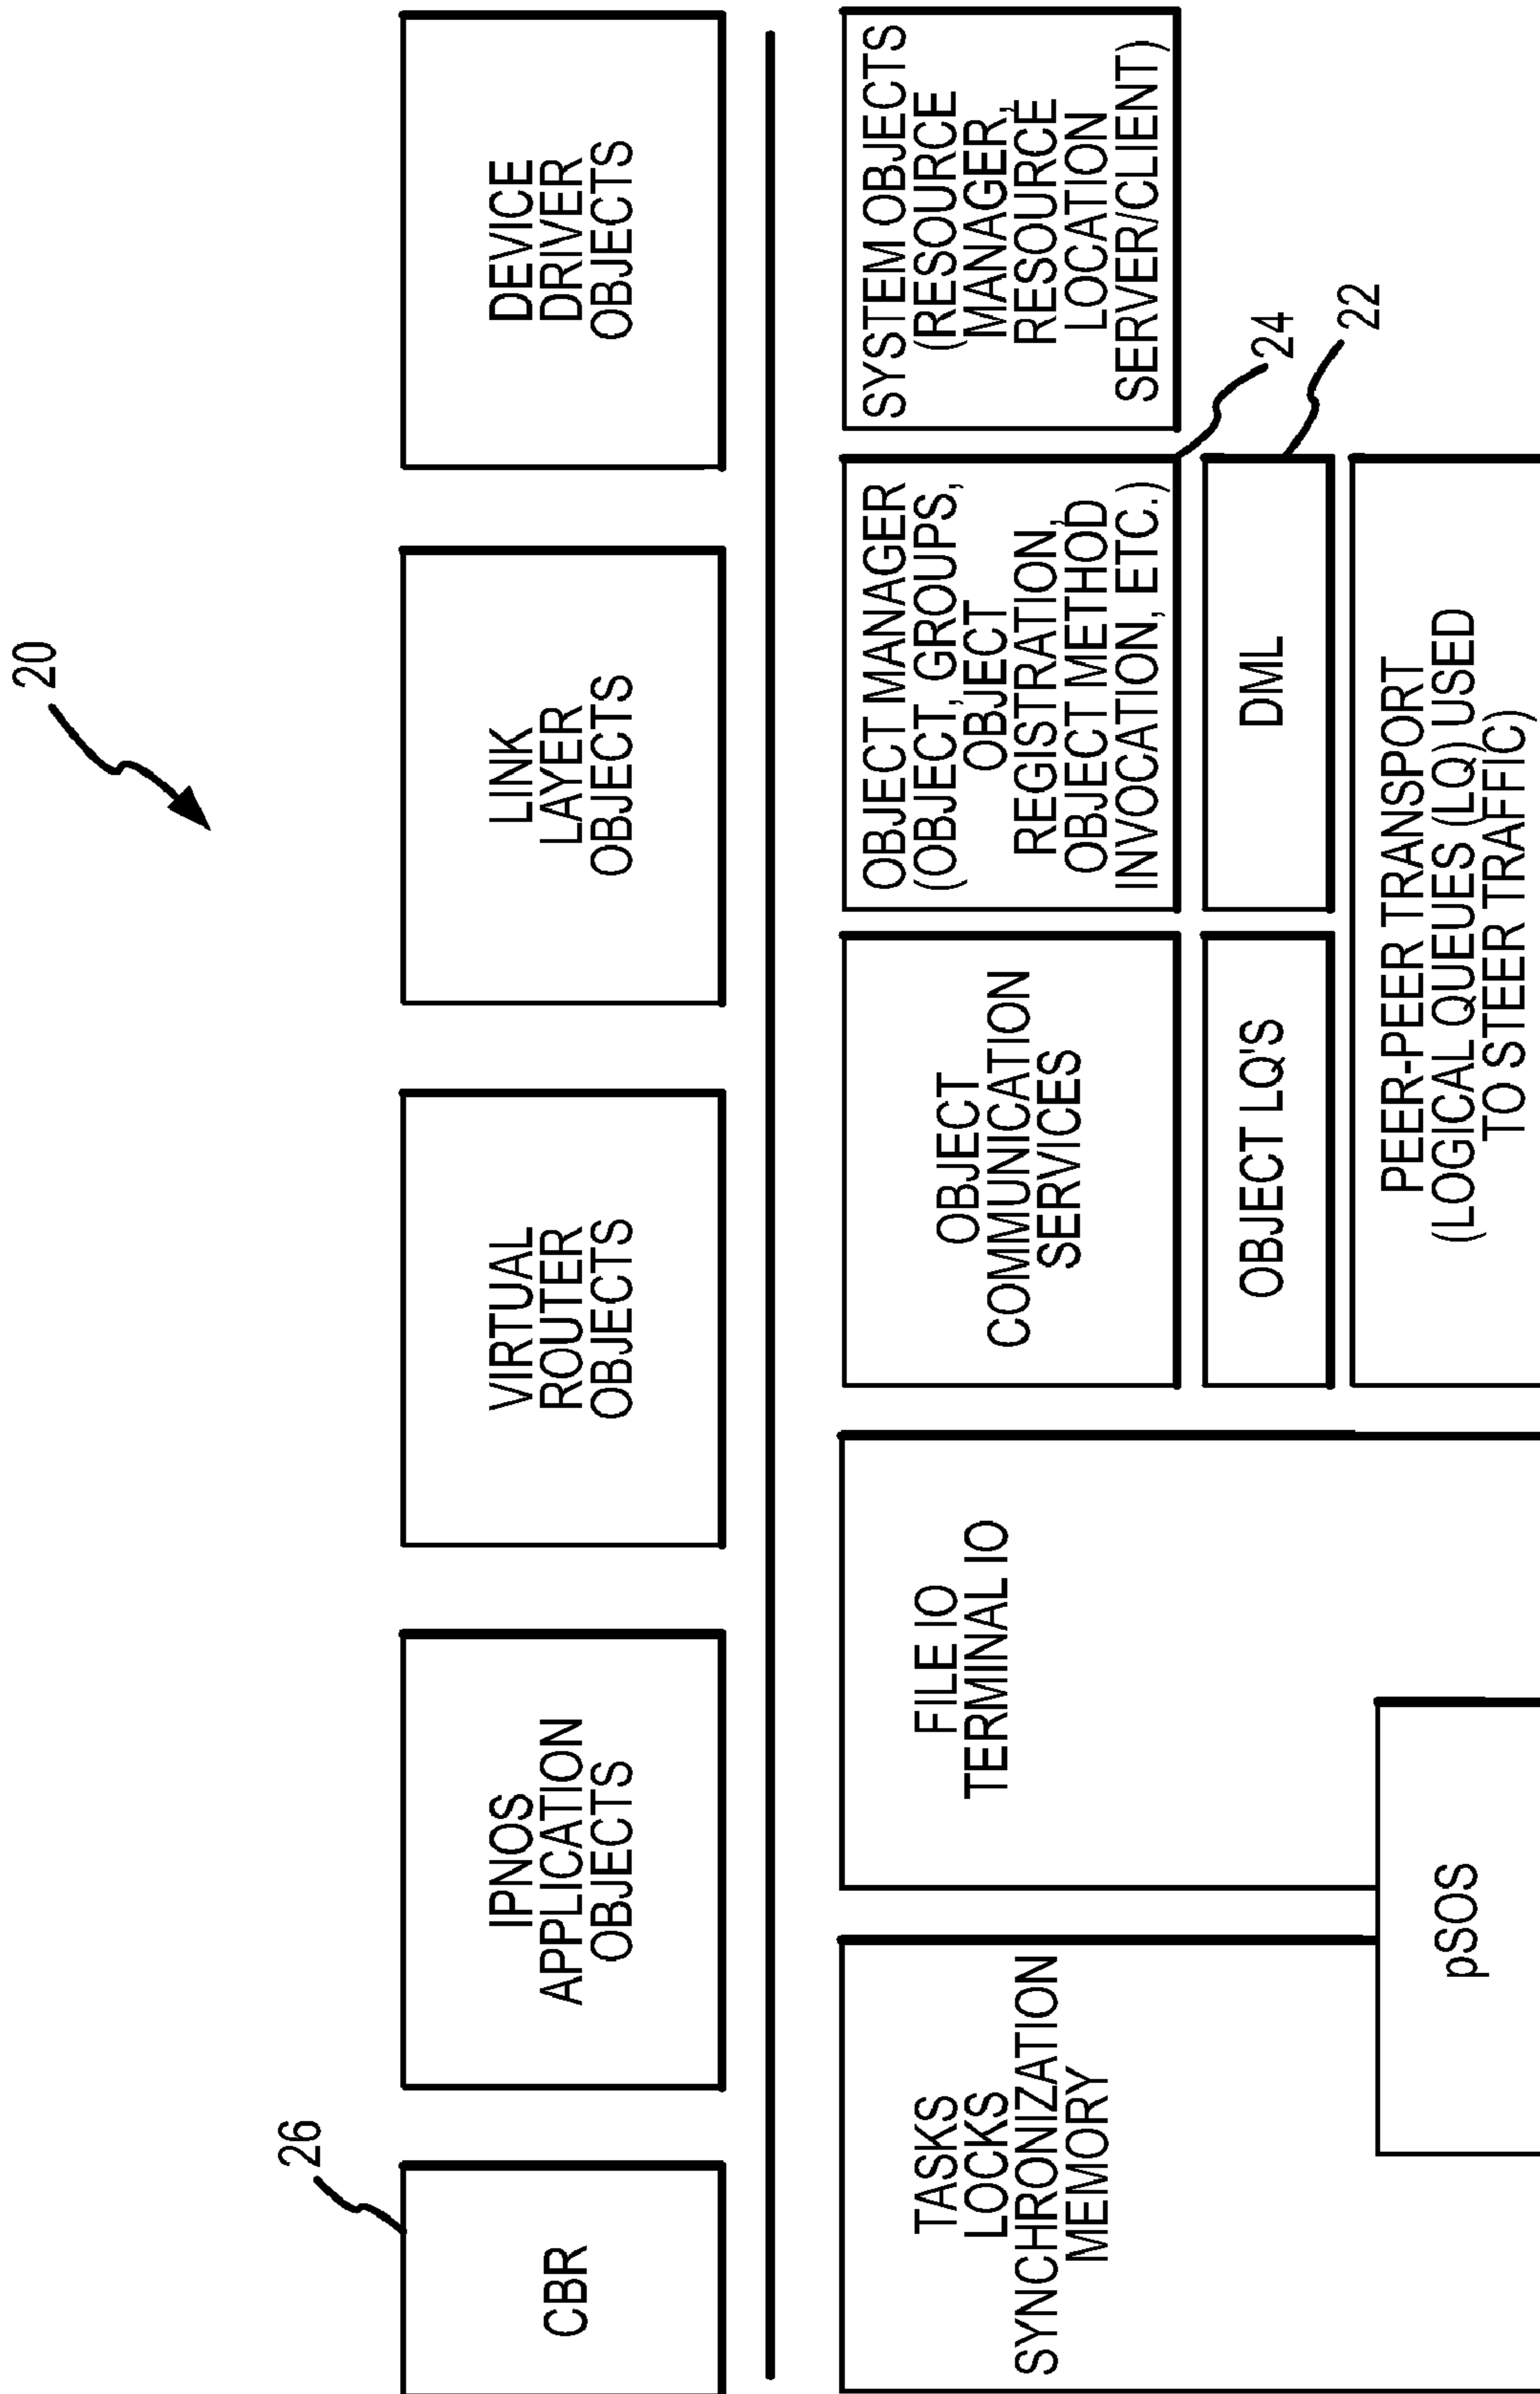 20
26
CBR
IPNOS
APPLICATION
OBJECTS
VIRTUAL
ROUTER
OBJECTS
LINK
LAYER
OBJECTS
DEVICE
DRIVER
OBJECTS
TASKS
LOCKS
SYNCHRONIZATION
MEMORY
FILE IO
TERMINAL IO
pSOS
OBJECT
COMMUNICATION
SERVICES
OBJECT MANAGER
(OBJECT, GROUPS,
OBJECT
REGISTRATION,
OBJECT METHOD
INVOCATION, ETC.)
SYSTEM OBJECTS
(RESOURCE
MANAGER,
RESOURCE
LOCATION
SERVER/CLIENT)
24
OBJECT LQ'S
DML
22
PEER-PEER TRANSPORT
(LOGICAL QUEUES (LQ) USED
TO STEER TRAFFIC)